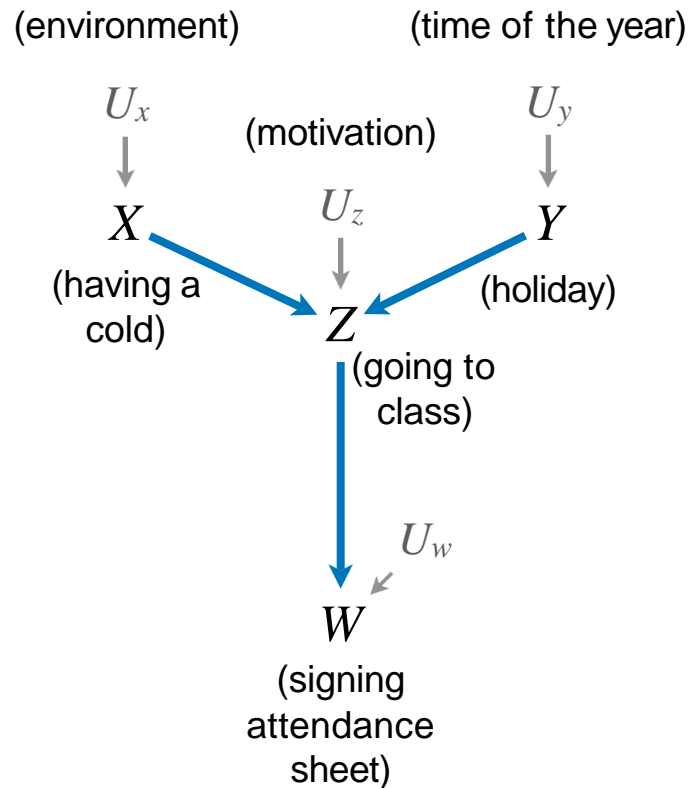 (environment)
(time of the year)
Ux
Uy
(motivation)
Uz
X
Y
(having a
cold)
(holiday)
Z
(going to
class)
Uw
W
(signing
attendance
sheet)